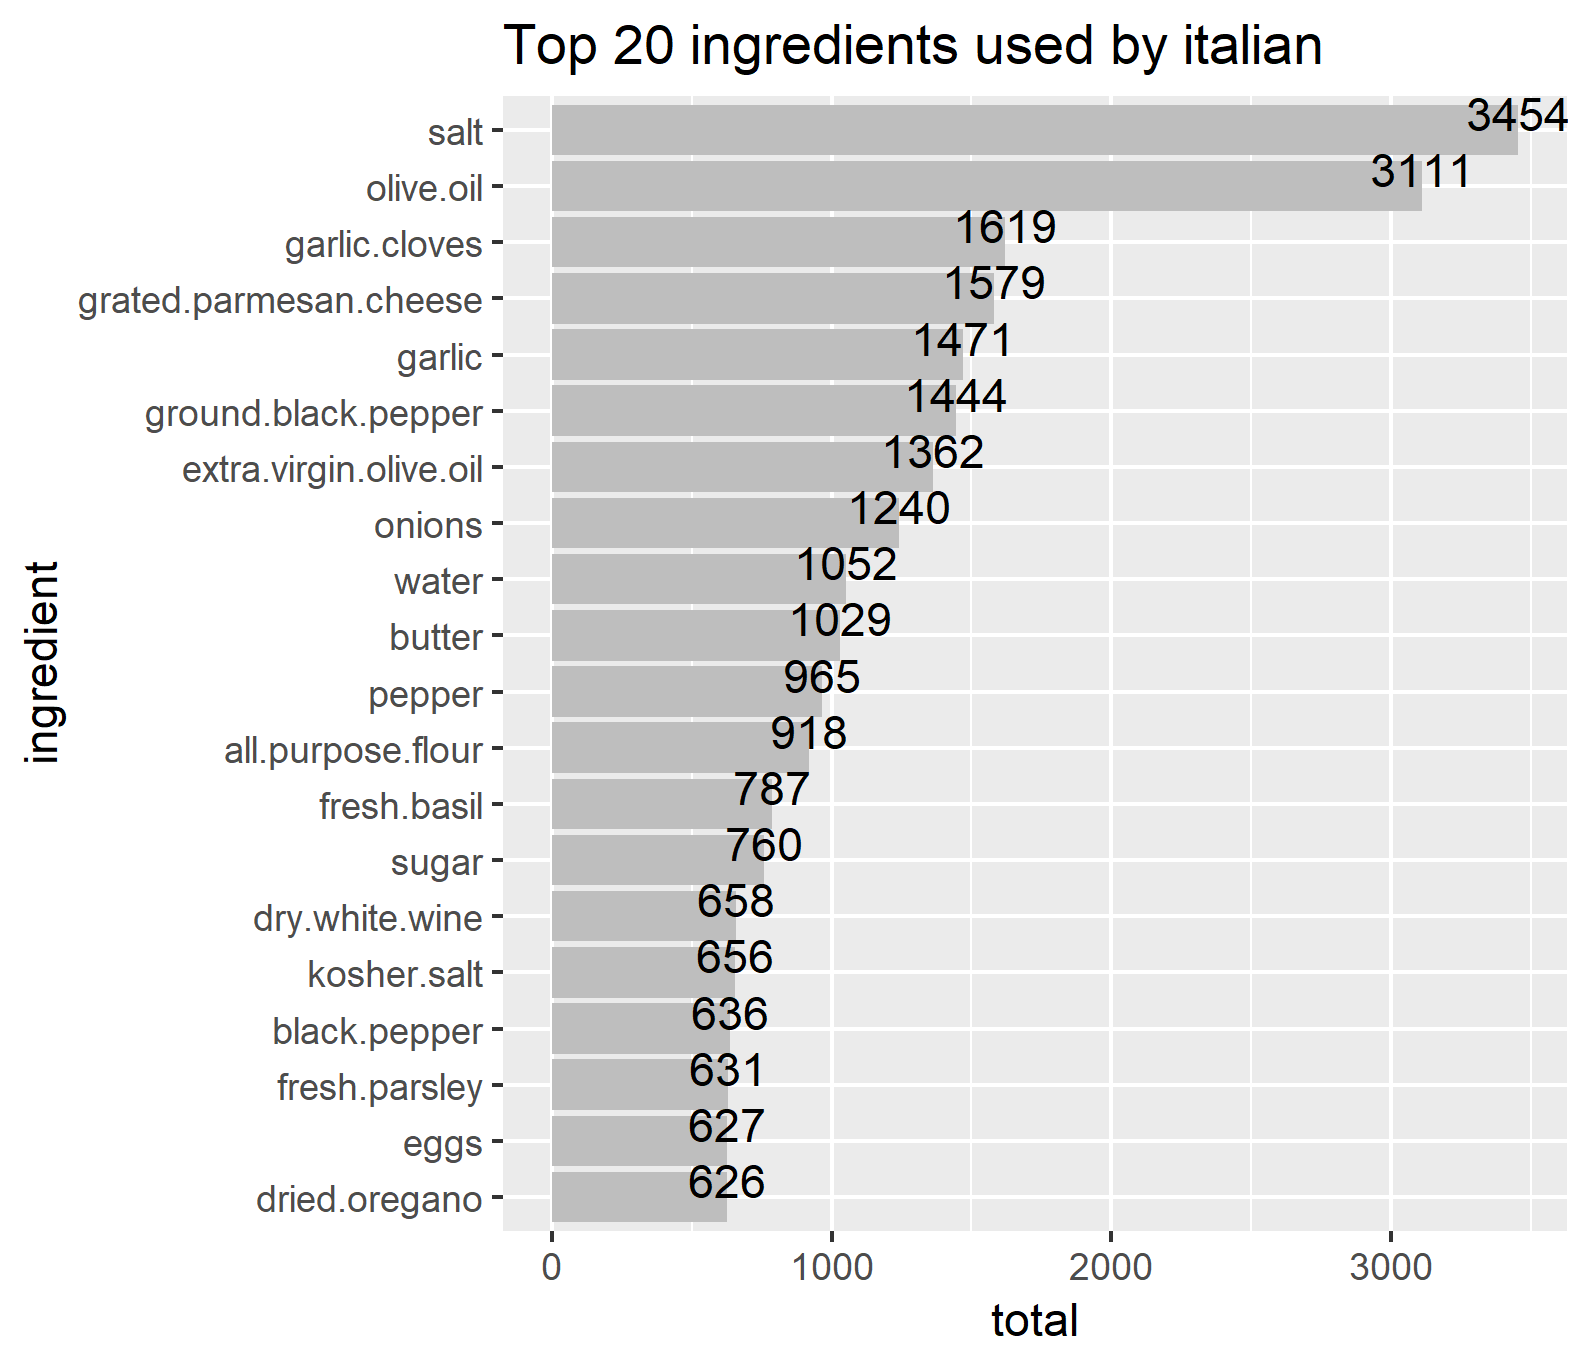 Top 20 ingredients used by italian
salt 3454
olive.oil 3111
garlic.cloves 1619
grated.parmesan.cheese 1579
garlic 1471
ground.black.pepper 1444
extra.virgin.olive.oil 1362
onions 1240
water 1052
butter 1029
pepper 965
all.purpose.flour 918
fresh.basil 787
sugar 760
dry.white.wine 658
kosher.salt 656
black.pepper 636
fresh.parsley 631
eggs 627
dried.oregano 626
ingredient
0 1000 2000 3000
total